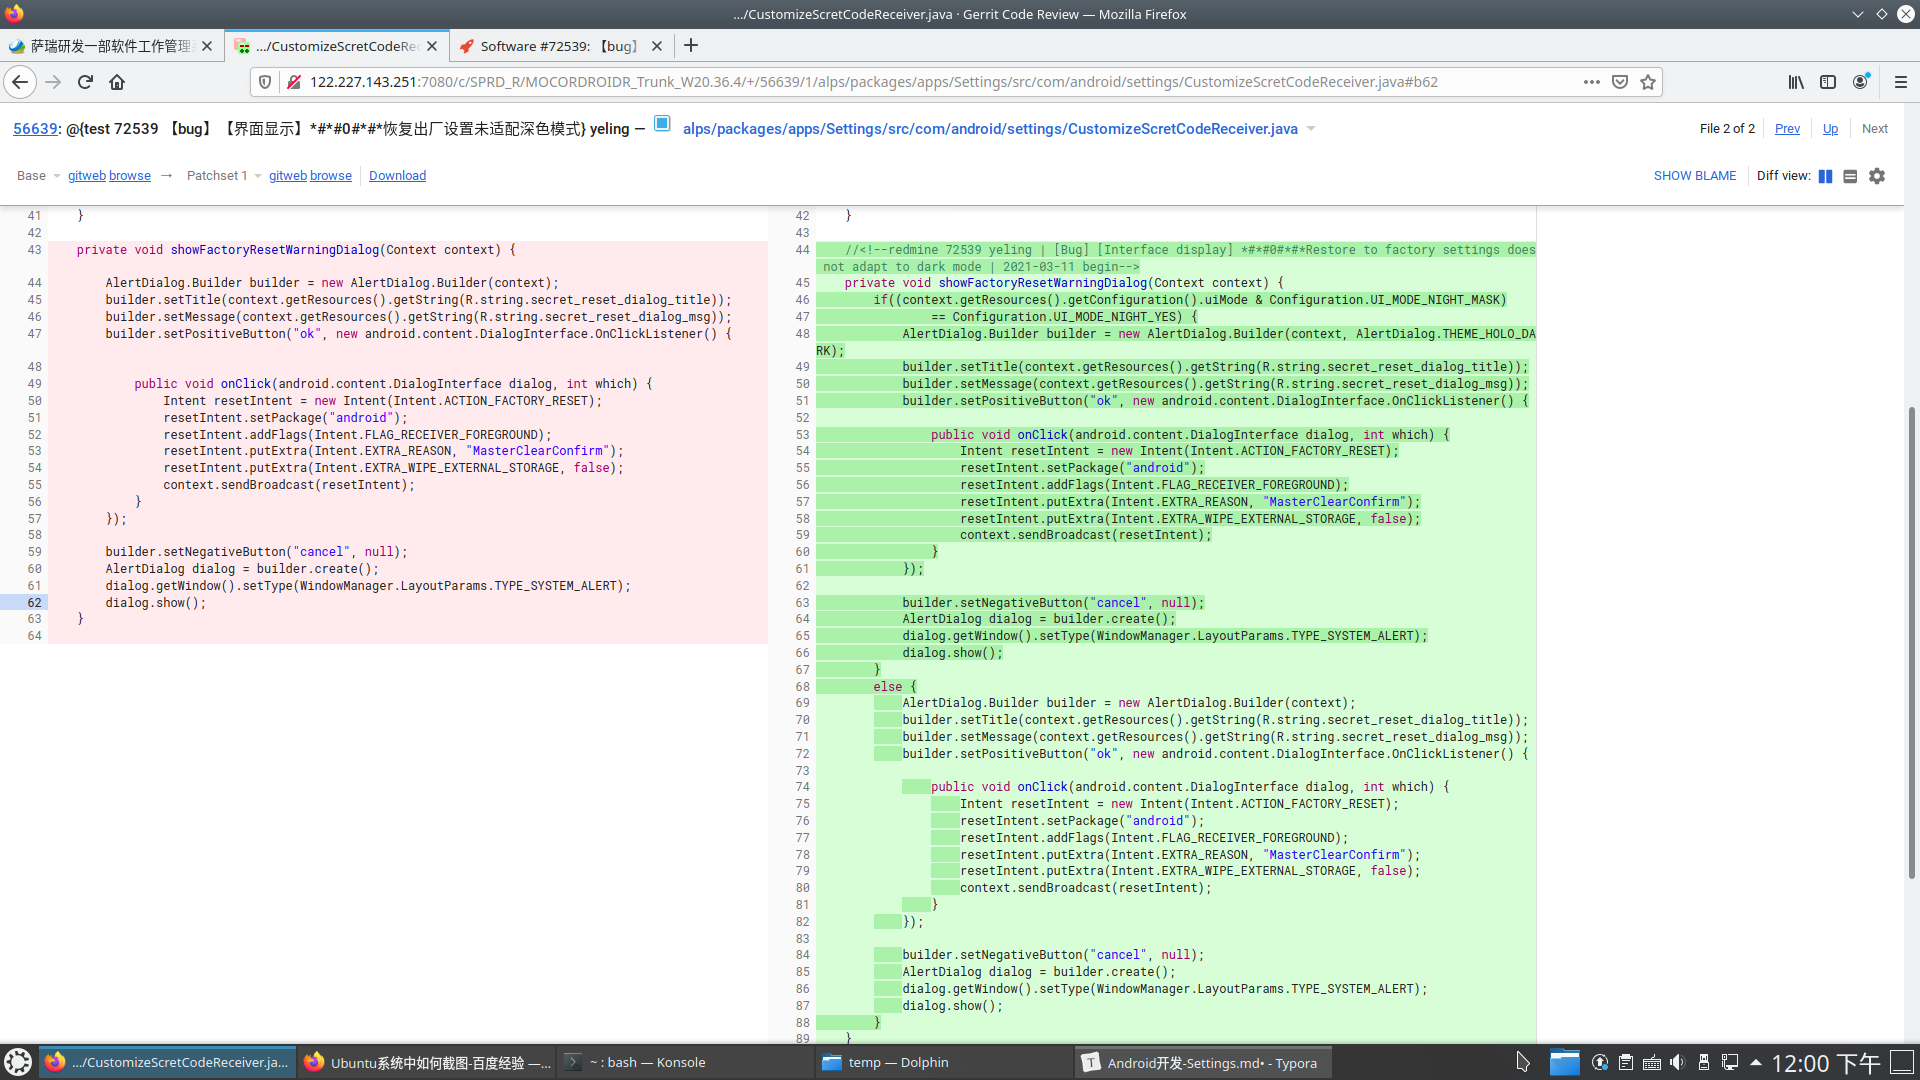 .../CustomizeScretCodeReceiver.java · Gerrit Code Review — Mozilla Firefox
萨瑞研发一部软件工作管理
.../CustomizeScretCodeRe
Software #72539: 【bug】
122.227.143.251:7080/c/SPRD_R/MOCORDROIDR_Trunk_W20.36.4/+/56639/1/alps/packages/apps/Settings/src/com/android/settings/CustomizeScretCodeReceiver.java#b62
56639: @{test 72539 【bug】【界面显示】*#*#0#*#*恢复出厂设置未适配深色模式} yeling — alps/packages/apps/Settings/src/com/android/settings/CustomizeScretCodeReceiver.java
File 2 of 2 Prev Up Next
Base gitweb browse → Patchset 1 gitweb browse Download
SHOW BLAME Diff view:
41     }
42
43     private void showFactoryResetWarningDialog(Context context) {
44         AlertDialog.Builder builder = new AlertDialog.Builder(context);
45         builder.setTitle(context.getResources().getString(R.string.secret_reset_dialog_title));
46         builder.setMessage(context.getResources().getString(R.string.secret_reset_dialog_msg));
47         builder.setPositiveButton("ok", new android.content.DialogInterface.OnClickListener() {
48
49             public void onClick(android.content.DialogInterface dialog, int which) {
50                 Intent resetIntent = new Intent(Intent.ACTION_FACTORY_RESET);
51                 resetIntent.setPackage("android");
52                 resetIntent.addFlags(Intent.FLAG_RECEIVER_FOREGROUND);
53                 resetIntent.putExtra(Intent.EXTRA_REASON, "MasterClearConfirm");
54                 resetIntent.putExtra(Intent.EXTRA_WIPE_EXTERNAL_STORAGE, false);
55                 context.sendBroadcast(resetIntent);
56             }
57         });
58
59         builder.setNegativeButton("cancel", null);
60         AlertDialog dialog = builder.create();
61         dialog.getWindow().setType(WindowManager.LayoutParams.TYPE_SYSTEM_ALERT);
62         dialog.show();
63     }
64
42     }
43
44     //<!--redmine 72539 yeling | [Bug] [Interface display] *#*#0#*#*Restore to factory settings does
not adapt to dark mode | 2021-03-11 begin-->
45     private void showFactoryResetWarningDialog(Context context) {
46         if((context.getResources().getConfiguration().uiMode & Configuration.UI_MODE_NIGHT_MASK)
47                 == Configuration.UI_MODE_NIGHT_YES) {
48             AlertDialog.Builder builder = new AlertDialog.Builder(context, AlertDialog.THEME_HOLO_DA
RK);
49             builder.setTitle(context.getResources().getString(R.string.secret_reset_dialog_title));
50             builder.setMessage(context.getResources().getString(R.string.secret_reset_dialog_msg));
51             builder.setPositiveButton("ok", new android.content.DialogInterface.OnClickListener() {
52
53                 public void onClick(android.content.DialogInterface dialog, int which) {
54                     Intent resetIntent = new Intent(Intent.ACTION_FACTORY_RESET);
55                     resetIntent.setPackage("android");
56                     resetIntent.addFlags(Intent.FLAG_RECEIVER_FOREGROUND);
57                     resetIntent.putExtra(Intent.EXTRA_REASON, "MasterClearConfirm");
58                     resetIntent.putExtra(Intent.EXTRA_WIPE_EXTERNAL_STORAGE, false);
59                     context.sendBroadcast(resetIntent);
60                 }
61             });
62
63             builder.setNegativeButton("cancel", null);
64             AlertDialog dialog = builder.create();
65             dialog.getWindow().setType(WindowManager.LayoutParams.TYPE_SYSTEM_ALERT);
66             dialog.show();
67         }
68         else {
69             AlertDialog.Builder builder = new AlertDialog.Builder(context);
70             builder.setTitle(context.getResources().getString(R.string.secret_reset_dialog_title));
71             builder.setMessage(context.getResources().getString(R.string.secret_reset_dialog_msg));
72             builder.setPositiveButton("ok", new android.content.DialogInterface.OnClickListener() {
73
74                 public void onClick(android.content.DialogInterface dialog, int which) {
75                     Intent resetIntent = new Intent(Intent.ACTION_FACTORY_RESET);
76                     resetIntent.setPackage("android");
77                     resetIntent.addFlags(Intent.FLAG_RECEIVER_FOREGROUND);
78                     resetIntent.putExtra(Intent.EXTRA_REASON, "MasterClearConfirm");
79                     resetIntent.putExtra(Intent.EXTRA_WIPE_EXTERNAL_STORAGE, false);
80                     context.sendBroadcast(resetIntent);
81                 }
82             });
83
84             builder.setNegativeButton("cancel", null);
85             AlertDialog dialog = builder.create();
86             dialog.getWindow().setType(WindowManager.LayoutParams.TYPE_SYSTEM_ALERT);
87             dialog.show();
88         }
89     }
.../CustomizeScretCodeReceiver.ja...
Ubuntu系统中如何截图-百度经验 —...
~ : bash — Konsole
temp — Dolphin
Android开发-Settings.md• - Typora
12:00 下午